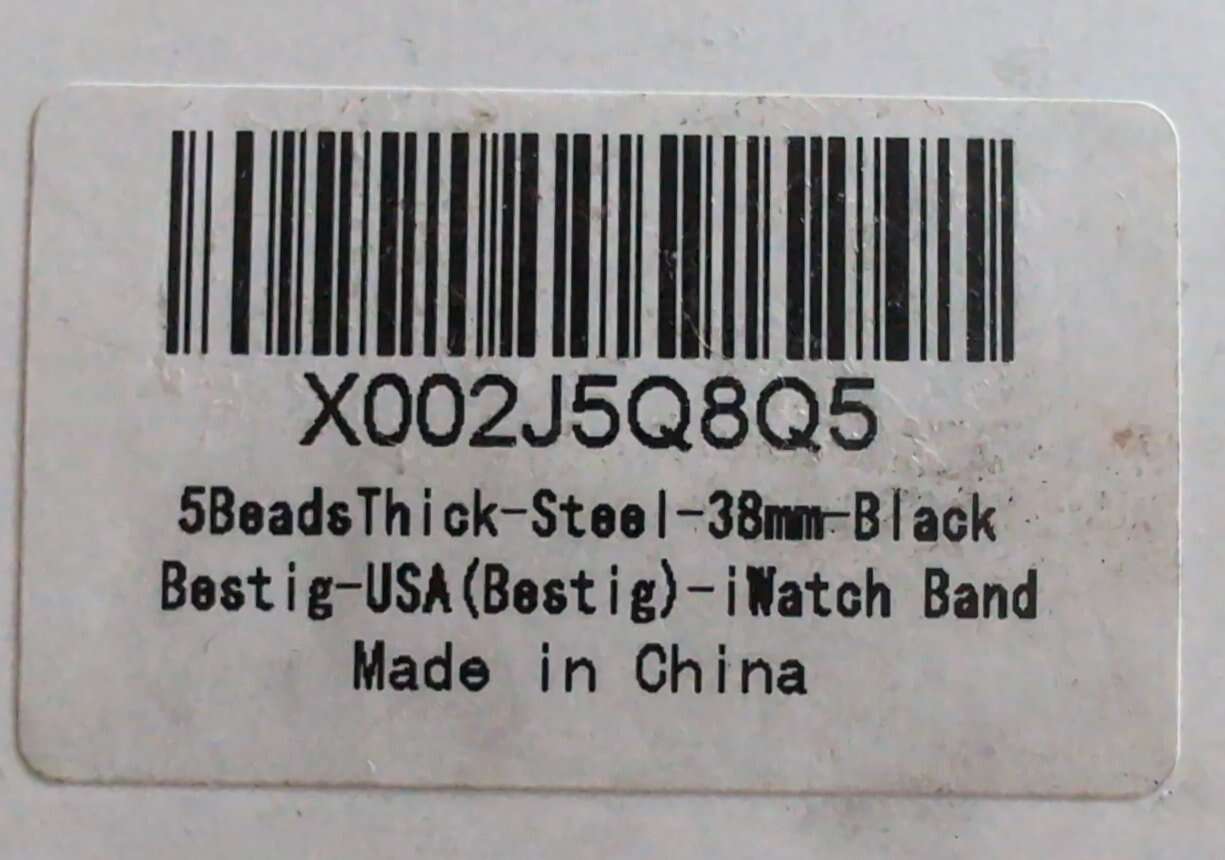 X002J5Q8Q5
5BeadsThick-Steel-38mm-Black
Bestig-USA(Bestig)-iWatch Band
Made in China